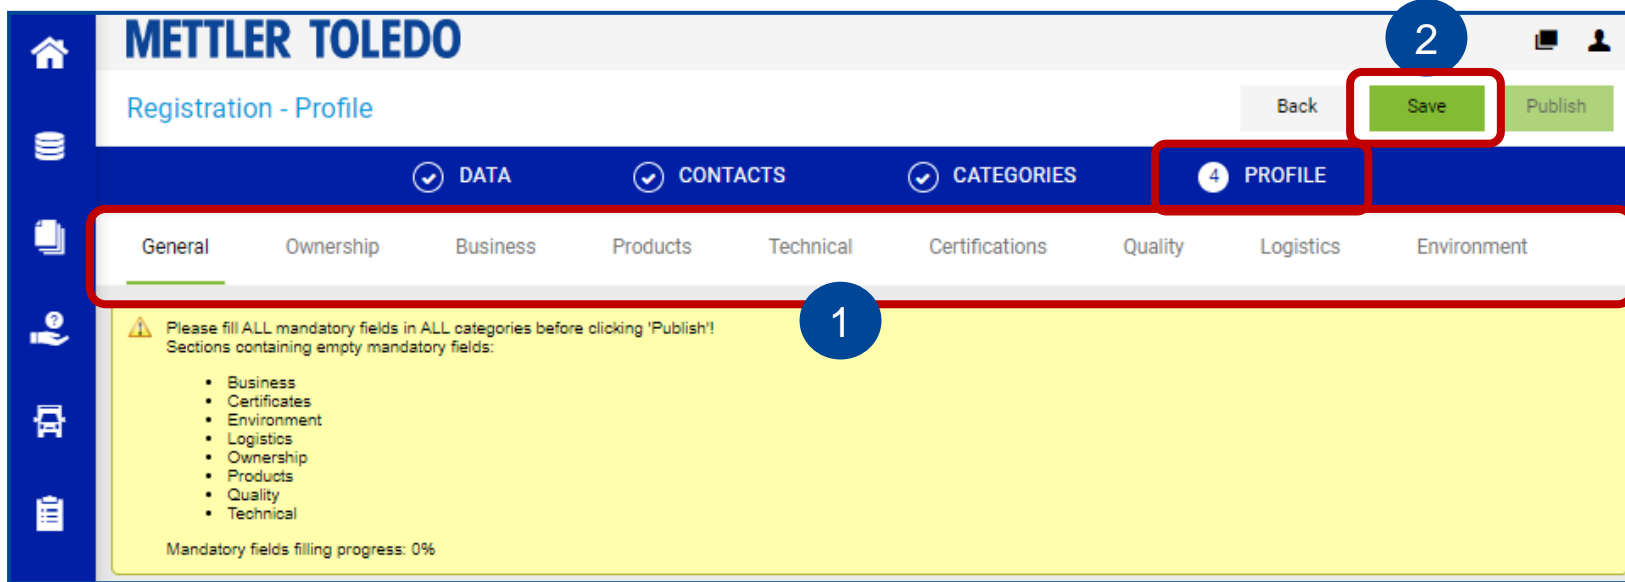 METTLER TOLEDO
2
Registration - Profile
Back
Save
Publish
DATA
CONTACTS
CATEGORIES
4 PROFILE
General
Ownership
Business
Products
Technical
Certifications
Quality
Logistics
Environment
1
Please fill ALL mandatory fields in ALL categories before clicking 'Publish'!
Sections containing empty mandatory fields:
• Business
• Certificates
• Environment
• Logistics
• Ownership
• Products
• Quality
• Technical
Mandatory fields filling progress: 0%